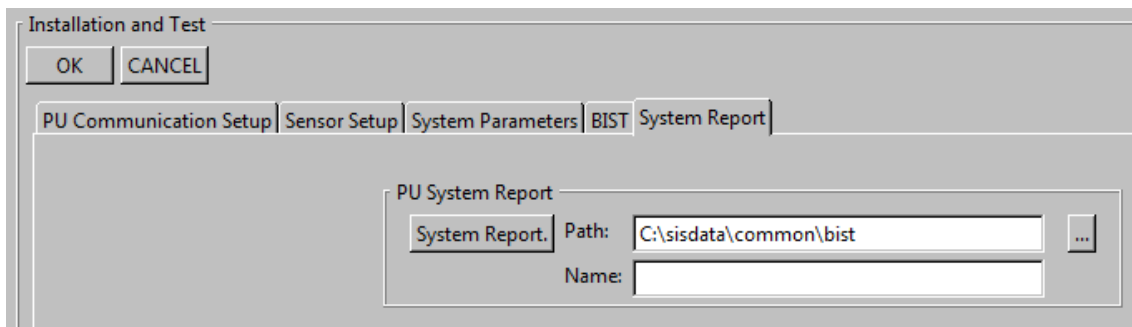 Installation and Test
OK CANCEL
PU Communication Setup Sensor Setup System Parameters BIST System Report
PU System Report
System Report. Path: C:\sisdata\common\bist ...
Name: